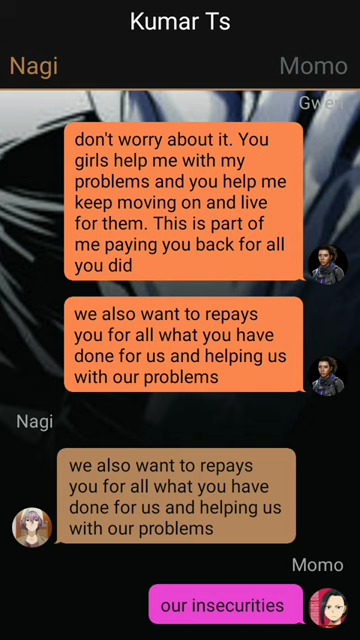 Kumar Ts
Nagi
Momo
Gwen
don't worry about it. You
girls help me with my
problems and you help me
keep moving on and live
for them. This is part of
me paying you back for all
you did
we also want to repays
you for all what you have
done for us and helping us
with our problems
Nagi
we also want to repays
you for all what you have
done for us and helping us
with our problems
Momo
our insecurities